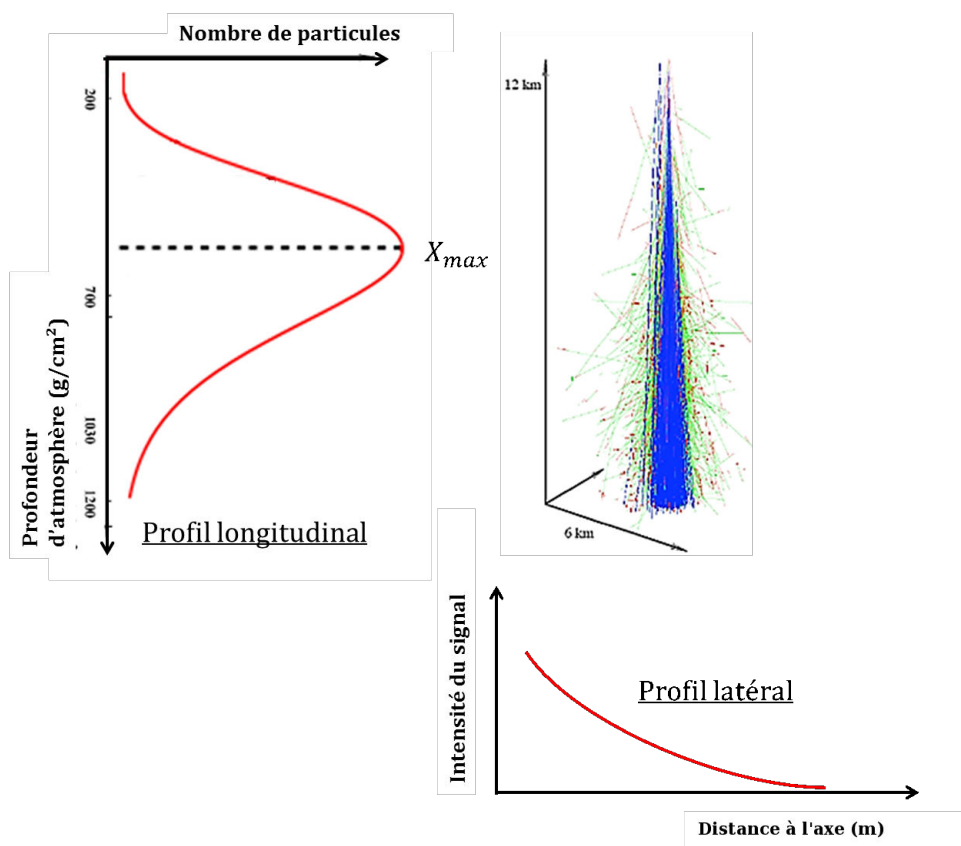 Nombre de particules
200
700
1030
1200
Profondeur
d'atmosphère (g/cm²)
X_max
Profil longitudinal
12 km
6 km
Intensité du signal
Profil latéral
Distance à l'axe (m)